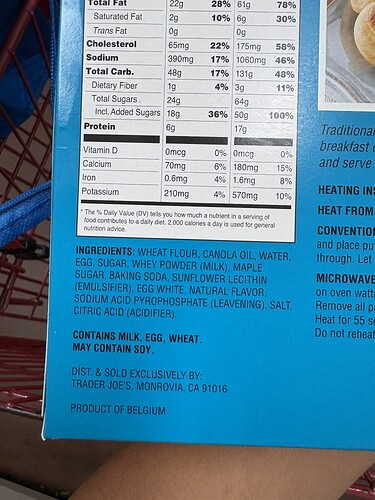 Total Fat 22g 28% 61g 78%
Saturated Fat 2g 10% 6g 30%
Trans Fat 0g 0g
Cholesterol 65mg 22% 175mg 58%
Sodium 390mg 17% 1060mg 46%
Total Carb. 48g 17% 131g 48%
Dietary Fiber 1g 4% 3g 11%
Total Sugars 24g 64g
Incl. Added Sugars 18g 36% 50g 100%
Protein 6g 17g
Vitamin D 0mcg 0% 0mcg 0%
Calcium 70mg 6% 180mg 15%
Iron 0.6mg 4% 1.6mg 8%
Potassium 210mg 4% 570mg 10%
* The % Daily Value (DV) tells you how much a nutrient in a serving of
food contributes to a daily diet. 2,000 calories a day is used for general
nutrition advice.
INGREDIENTS: WHEAT FLOUR, CANOLA OIL, WATER,
EGG, SUGAR, WHEY POWDER (MILK), MAPLE
SUGAR, BAKING SODA, SUNFLOWER LECITHIN
(EMULSIFIER), EGG WHITE, NATURAL FLAVOR,
SODIUM ACID PYROPHOSPHATE (LEAVENING), SALT,
CITRIC ACID (ACIDIFIER).
CONTAINS MILK, EGG, WHEAT.
MAY CONTAIN SOY.
DIST. & SOLD EXCLUSIVELY BY:
TRADER JOE'S, MONROVIA, CA 91016
PRODUCT OF BELGIUM
Traditional
breakfast
and serve
HEATING
HEAT FROM
CONVENTIO
and place pu
through. Let
MICROWAVE
on oven watt
Remove all pa
Heat for 55 s
Do not reheat